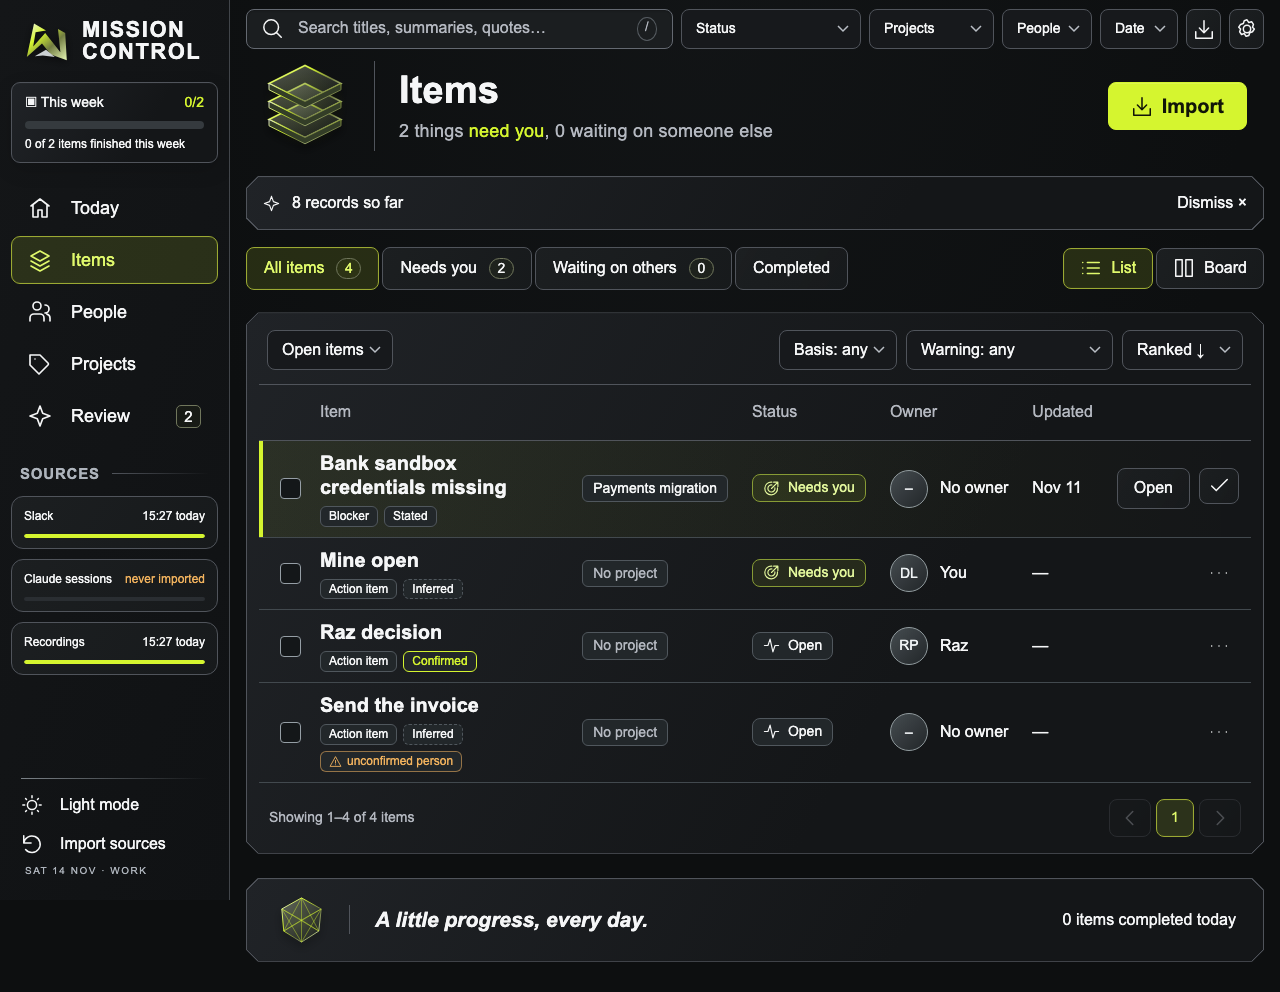 MISSION
CONTROL
This week 0/2
0 of 2 items finished this week
Today
Items
People
Projects
Review 2
SOURCES
Slack 15:27 today
Claude sessions never imported
Recordings 15:27 today
Light mode
Import sources
SAT 14 NOV · WORK
Search titles, summaries, quotes… /
Status Projects People Date
Items
2 things need you, 0 waiting on someone else
Import
8 records so far Dismiss ×
All items 4 Needs you 2 Waiting on others 0 Completed List Board
Open items Basis: any Warning: any Ranked ↓
Item Status Owner Updated
Bank sandbox
credentials missing
Blocker Stated
Payments migration Needs you – No owner Nov 11 Open
Mine open
Action item Inferred
No project Needs you DL You — ···
Raz decision
Action item Confirmed
No project Open RP Raz — ···
Send the invoice
Action item Inferred
unconfirmed person
No project Open – No owner — ···
Showing 1–4 of 4 items 1
A little progress, every day. 0 items completed today